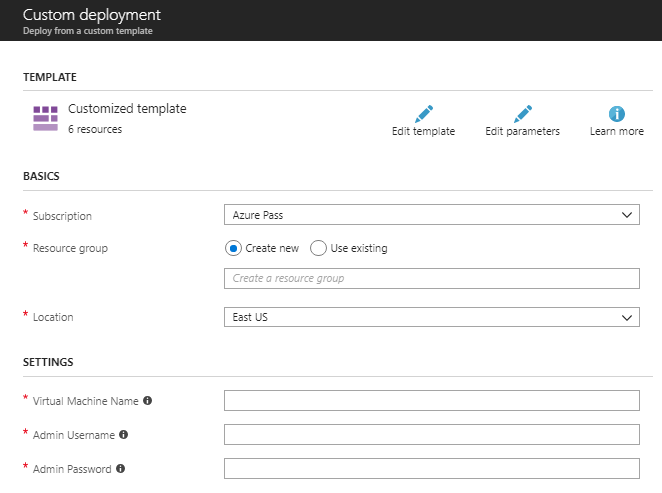 Custom deployment
Deploy from a custom template
TEMPLATE
Customized template
6 resources
Edit template
Edit parameters
Learn more
BASICS
* Subscription
Azure Pass
* Resource group
Create new
Use existing
Create a resource group
* Location
East US
SETTINGS
* Virtual Machine Name
* Admin Username
* Admin Password